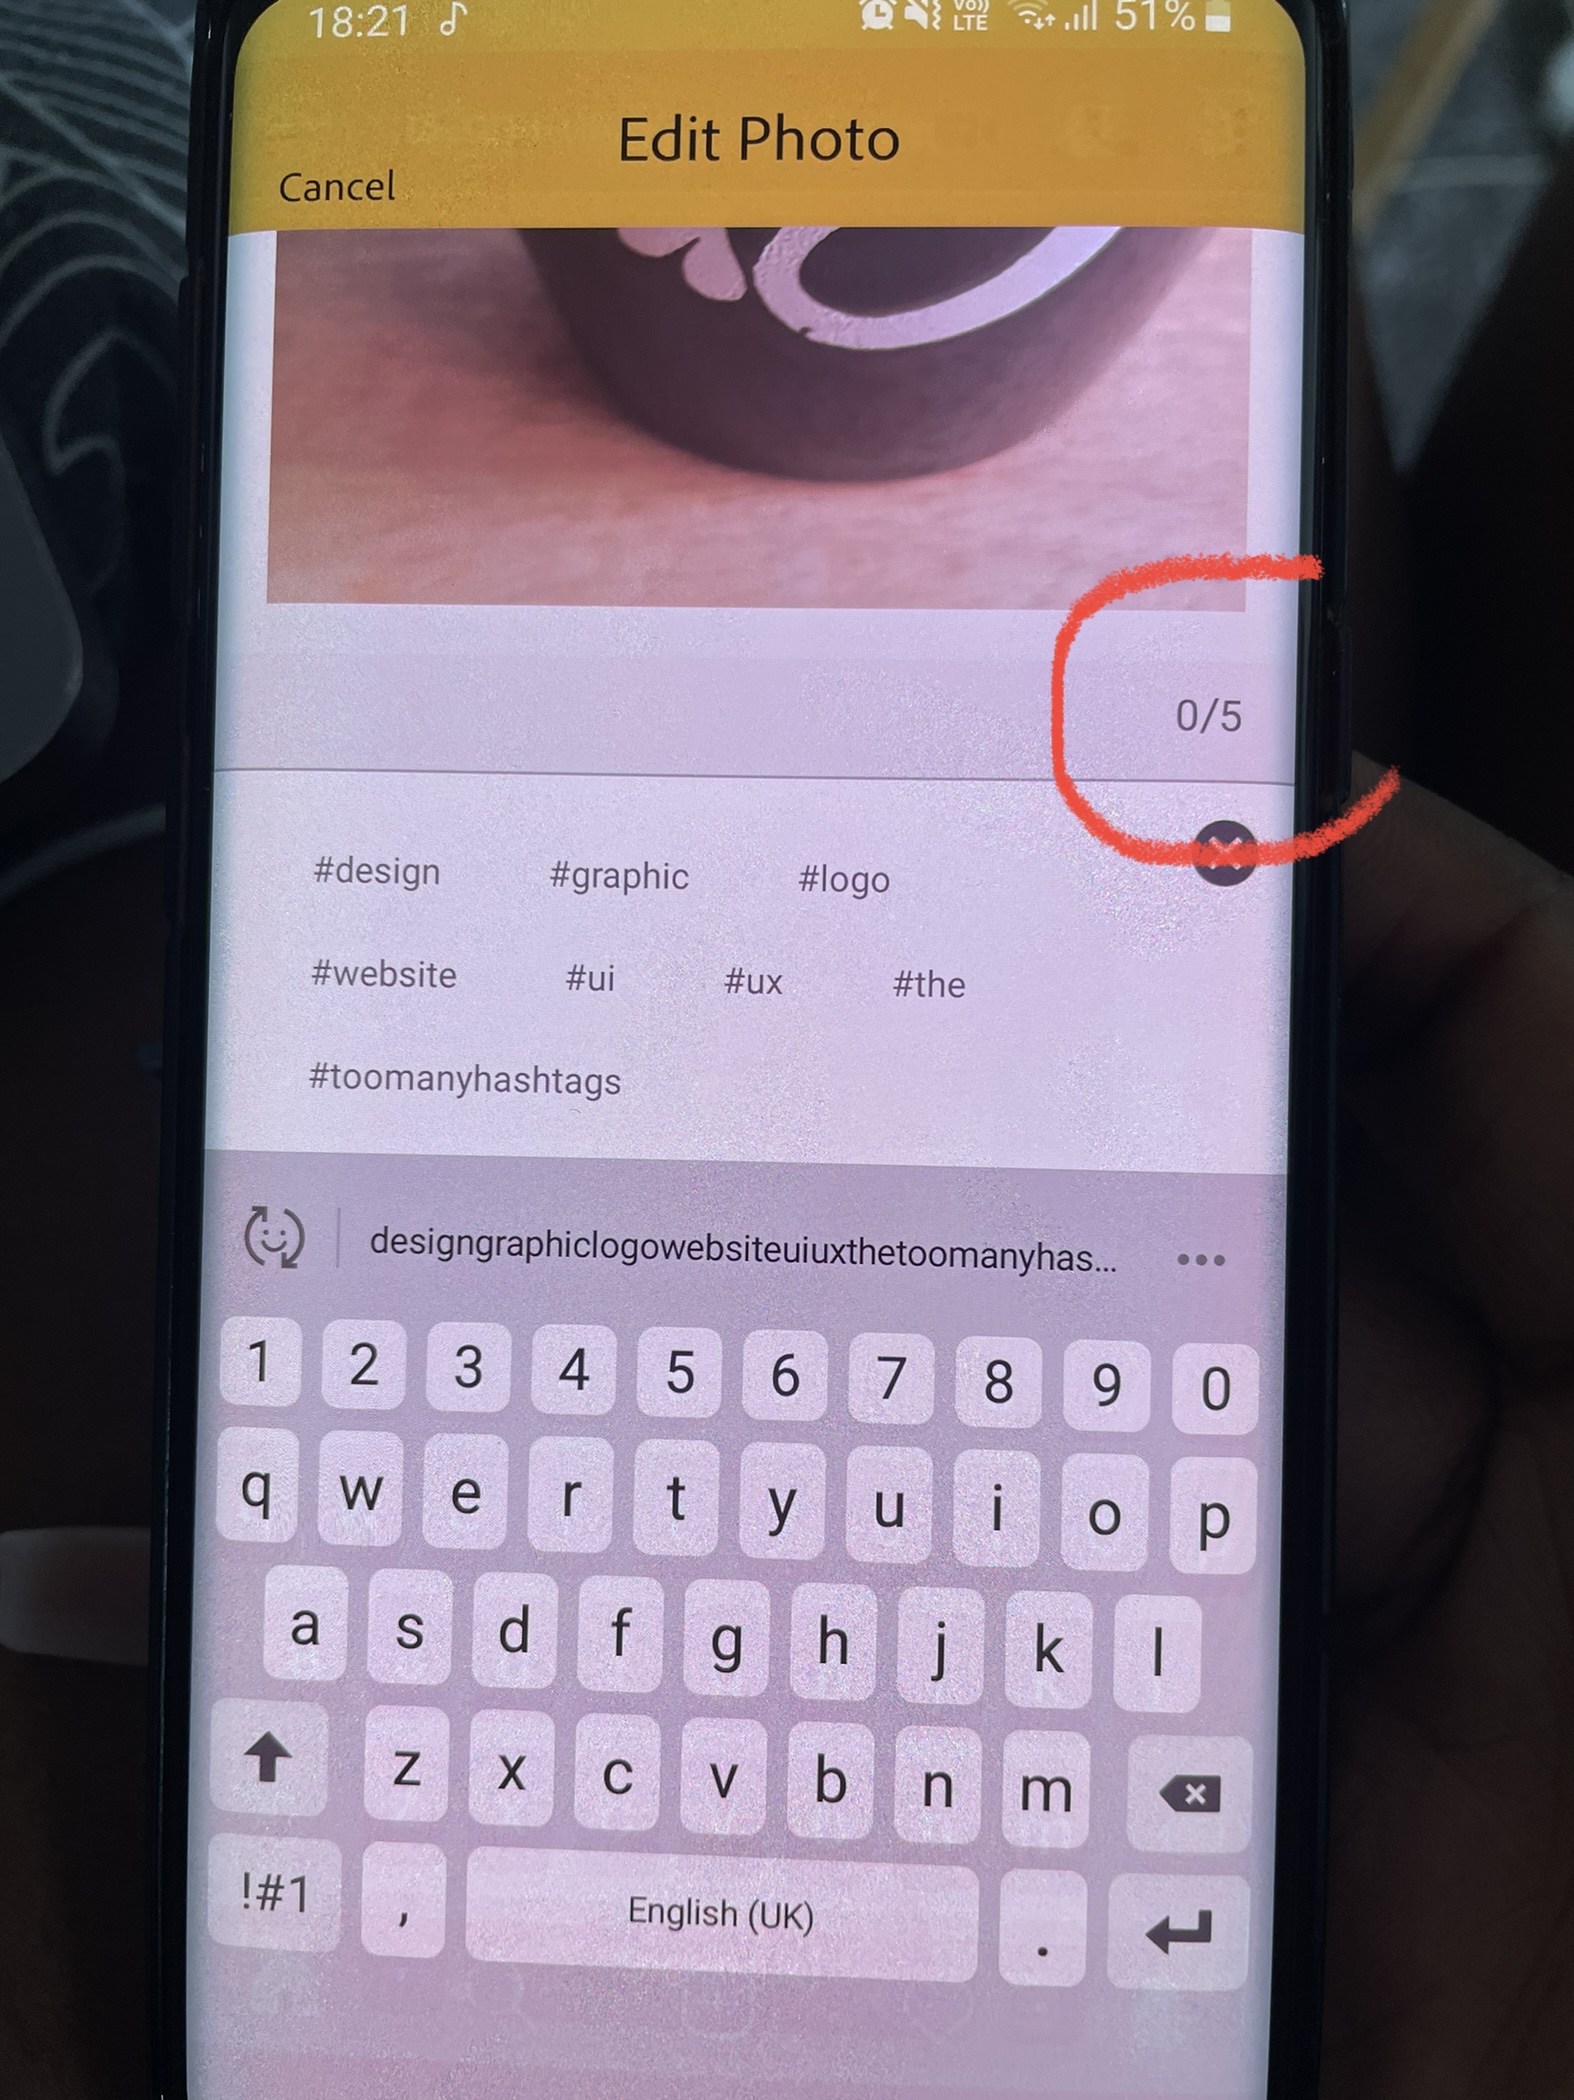 18:21 51%
Vo)) LTE
Edit Photo
Cancel
0/5
#design #graphic #logo
#website #ui #ux #the
#toomanyhashtags
designgraphiclogowebsiteuiuxthetoomanyhas...
1 2 3 4 5 6 7 8 9 0
q w e r t y u i o p
a s d f g h j k l
z x c v b n m
!#1 , English (UK) .